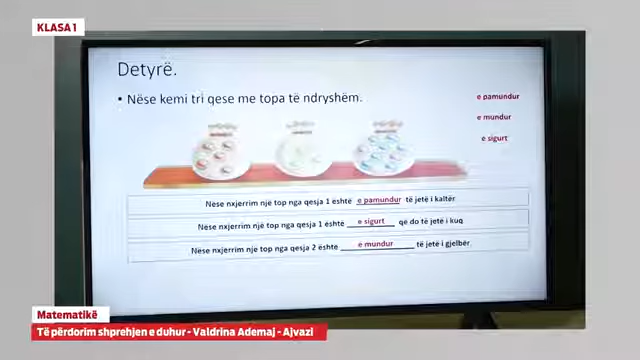 KLASA 1
Detyrë.
• Nëse kemi tri qese me topa të ndryshëm.
e pamundur
e mundur
e sigurt
Nëse nxjerrim një top nga qesja 1 është e pamundur të jetë i kaltër
Nëse nxjerrim një top nga qesja 1 është e sigurt që do të jetë i kuq
Nëse nxjerrim një top nga qesja 2 është e mundur të jetë i gjelbër
Matematikë
Të përdorim shprehjen e duhur - Valdrina Ademaj - Ajvazi